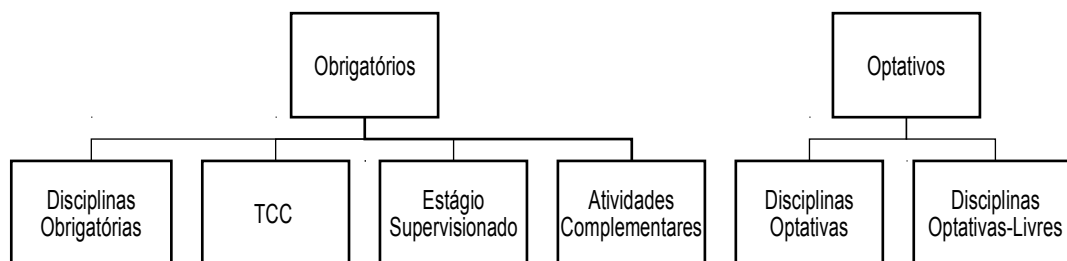 Obrigatórios
Optativos
Disciplinas
Obrigatórias
TCC
Estágio
Supervisionado
Atividades
Complementares
Disciplinas
Optativas
Disciplinas
Optativas-Livres